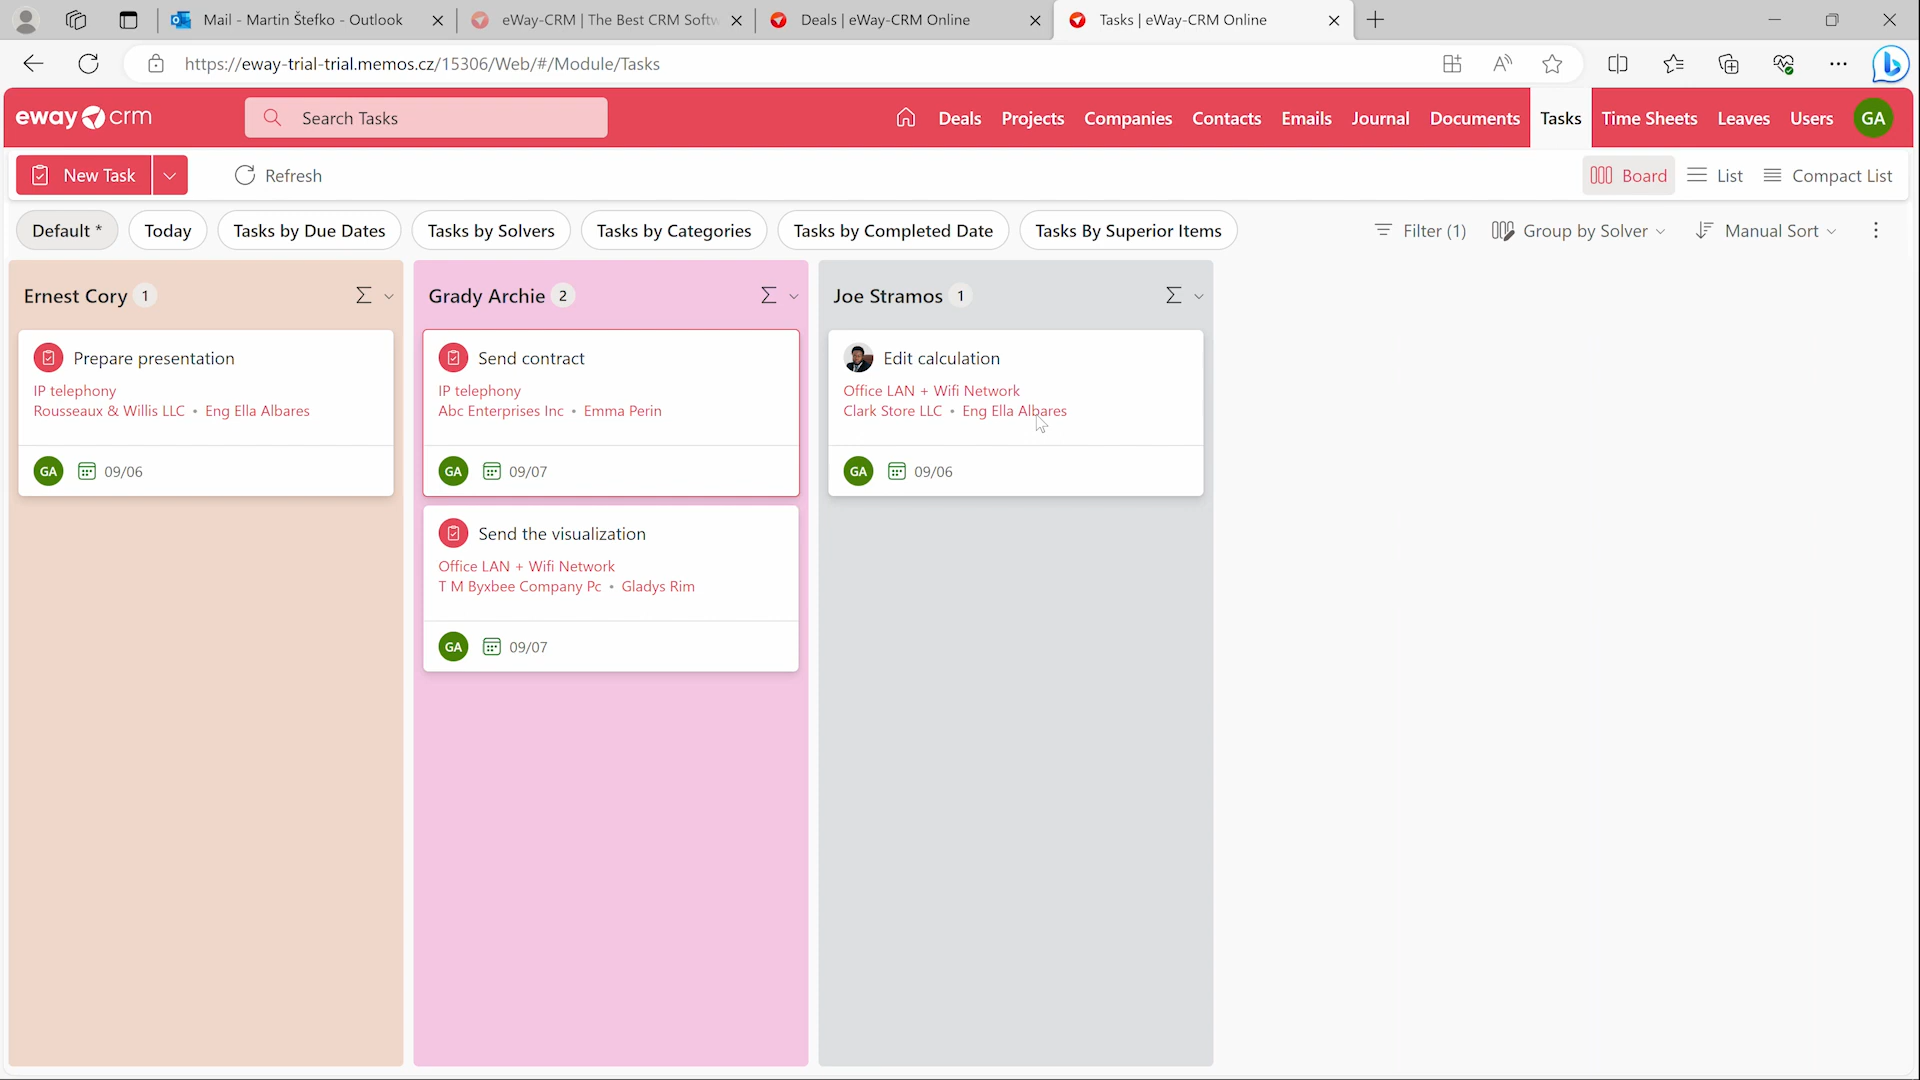 Mail - Martin Štefko - Outlook
eWay-CRM | The Best CRM Softw
Deals | eWay-CRM Online
Tasks | eWay-CRM Online
https://eway-trial-trial.memos.cz/15306/Web/#/Module/Tasks
eway crm
Search Tasks
Deals
Projects
Companies
Contacts
Emails
Journal
Documents
Tasks
Time Sheets
Leaves
Users
GA
New Task
Refresh
Board
List
Compact List
Default *
Today
Tasks by Due Dates
Tasks by Solvers
Tasks by Categories
Tasks by Completed Date
Tasks By Superior Items
Filter (1)
Group by Solver
Manual Sort
Ernest Cory 1
Prepare presentation
IP telephony
Rousseaux & Willis LLC • Eng Ella Albares
GA 09/06
Grady Archie 2
Send contract
IP telephony
Abc Enterprises Inc • Emma Perin
GA 09/07
Send the visualization
Office LAN + Wifi Network
T M Byxbee Company Pc • Gladys Rim
GA 09/07
Joe Stramos 1
Edit calculation
Office LAN + Wifi Network
Clark Store LLC • Eng Ella Albares
GA 09/06